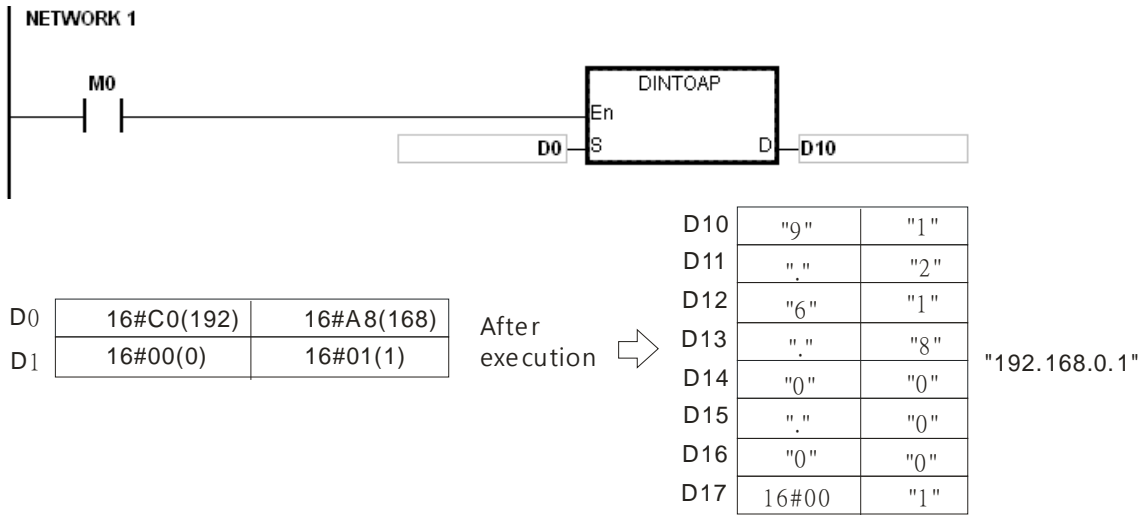 NETWORK 1
M0
DINTOAP
En
D0 S D D10
D10 "9" "1"
D11 "." "2"
D12 "6" "1"
D13 "." "8"
D14 "0" "0"
D15 "." "0"
D16 "0" "0"
D17 16#00 "1"
D0 16#C0(192) 16#A8(168)
D1 16#00(0) 16#01(1)
After
execution
"192.168.0.1"